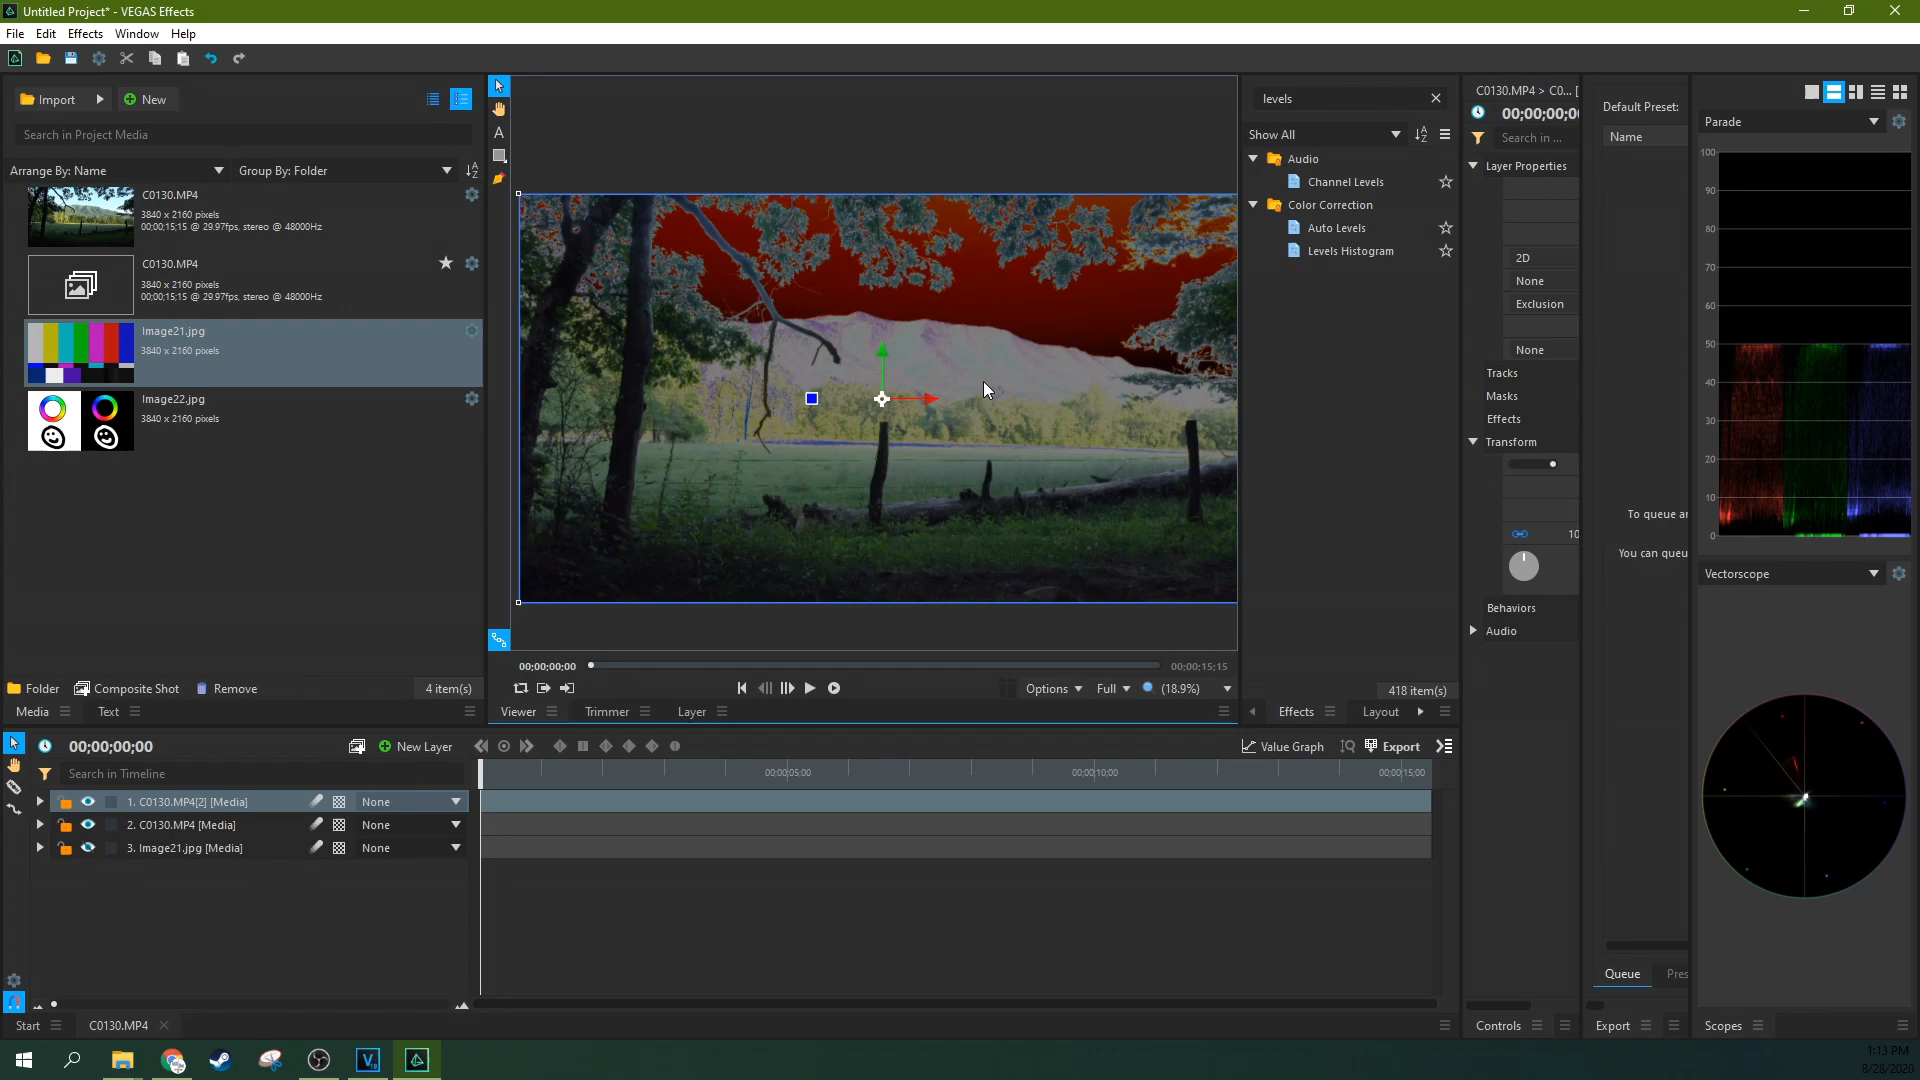 Untitled Project* - VEGAS Effects
File Edit Effects Window Help
Import New
Search in Project Media
Arrange By: Name Group By: Folder
C0130.MP4
3840 x 2160 pixels
00;00;15;15 @ 29.97fps, stereo @ 48000Hz
C0130.MP4
3840 x 2160 pixels
00;00;15;15 @ 29.97fps, stereo @ 48000Hz
Image21.jpg
3840 x 2160 pixels
Image22.jpg
3840 x 2160 pixels
Folder Composite Shot Remove 4 item(s)
Media Text
A
00;00;00;00 00;00;15;15
Options Full (18.9%)
Viewer Trimmer Layer
levels
Show All
Audio
Channel Levels
Color Correction
Auto Levels
Levels Histogram
418 item(s)
Effects Layout
C0130.MP4 > C0... [
00;00;00;0
Search in ...
Layer Properties
2D
None
Exclusion
None
Tracks
Masks
Effects
Transform
10
Behaviors
Audio
Controls
Default Preset:
Name
To queue an
You can queu
Queue Pres
Export
Parade
100
90
80
70
60
50
40
30
20
10
0
Vectorscope
Scopes
00;00;00;00 New Layer Value Graph Export
Search in Timeline 00;00;05;00 00;00;10;00 00;00;15;00
1. C0130.MP4[2] [Media] None
2. C0130.MP4 [Media] None
3. Image21.jpg [Media] None
Start C0130.MP4
1:13 PM
8/28/2020